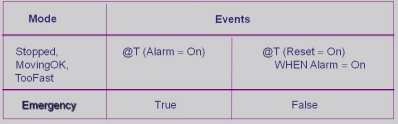 Mode Events
Stopped, @T (Alarm = On) @T (Reset = On)
MovingOK, WHEN Alarm = On
TooFast
Emergency True False